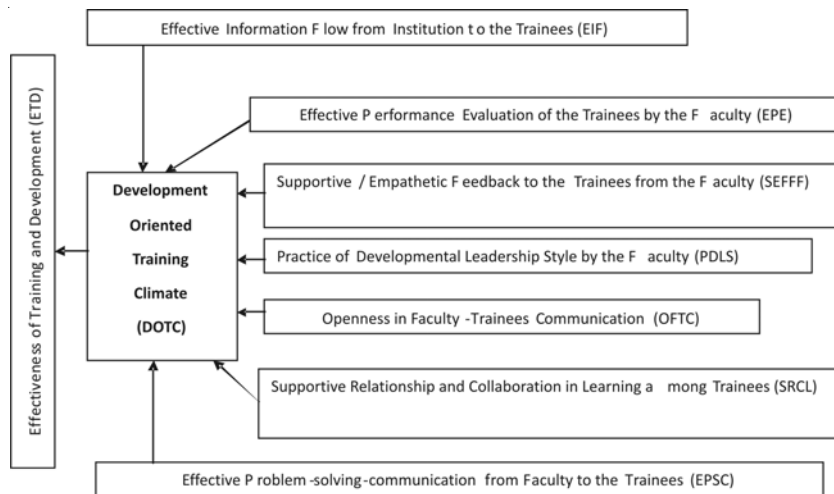 Effective Information F low from Institution t o the Trainees (EIF)
Effectiveness of Training and Development (ETD)
Effective P erformance Evaluation of the Trainees by the F aculty (EPE)
Development
Oriented
Training
Climate
(DOTC)
Supportive / Empathetic F eedback to the Trainees from the F aculty (SEFFF)
Practice of Developmental Leadership Style by the F aculty (PDLS)
Openness in Faculty -Trainees Communication (OFTC)
Supportive Relationship and Collaboration in Learning a mong Trainees (SRCL)
Effective P roblem -solving-communication from Faculty to the Trainees (EPSC)